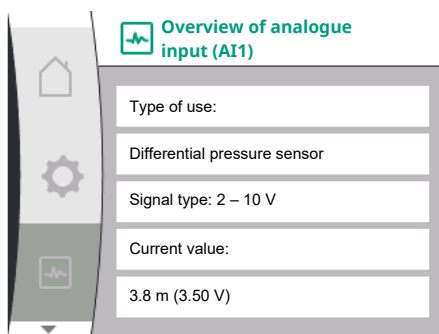 Overview of analogue
input (AI1)
Type of use:
Differential pressure sensor
Signal type: 2 – 10 V
Current value:
3.8 m (3.50 V)